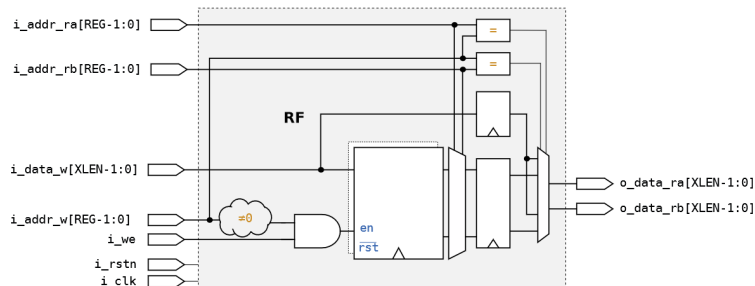 i_addr_ra[REG-1:0]
=
i_addr_rb[REG-1:0]
=
RF
i_data_w[XLEN-1:0]
o_data_ra[XLEN-1:0]
o_data_rb[XLEN-1:0]
i_addr_w[REG-1:0]
≠0
en
i_we
rst
i_rstn
i_clk